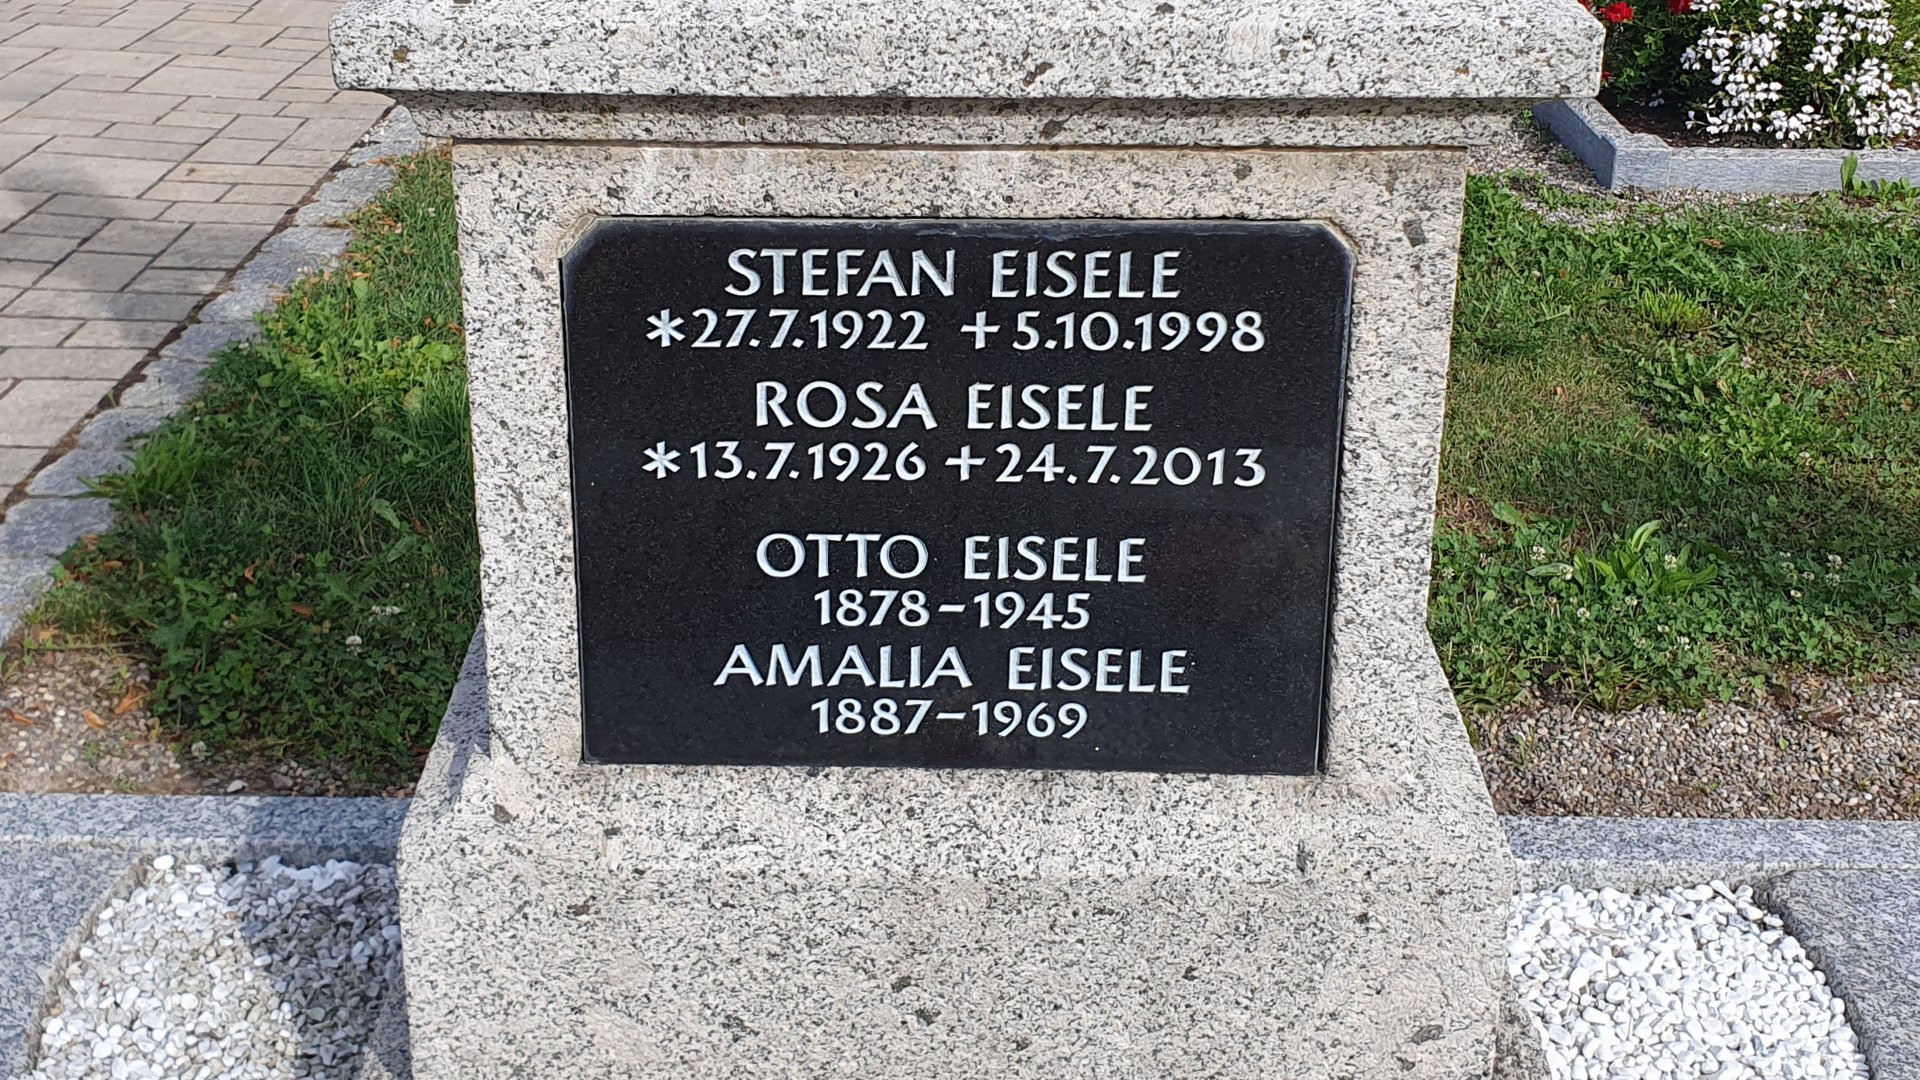 STEFAN EISELE
*27.7.1922 +5.10.1998
ROSA EISELE
*13.7.1926 +24.7.2013
OTTO EISELE
1878-1945
AMALIA EISELE
1887-1969